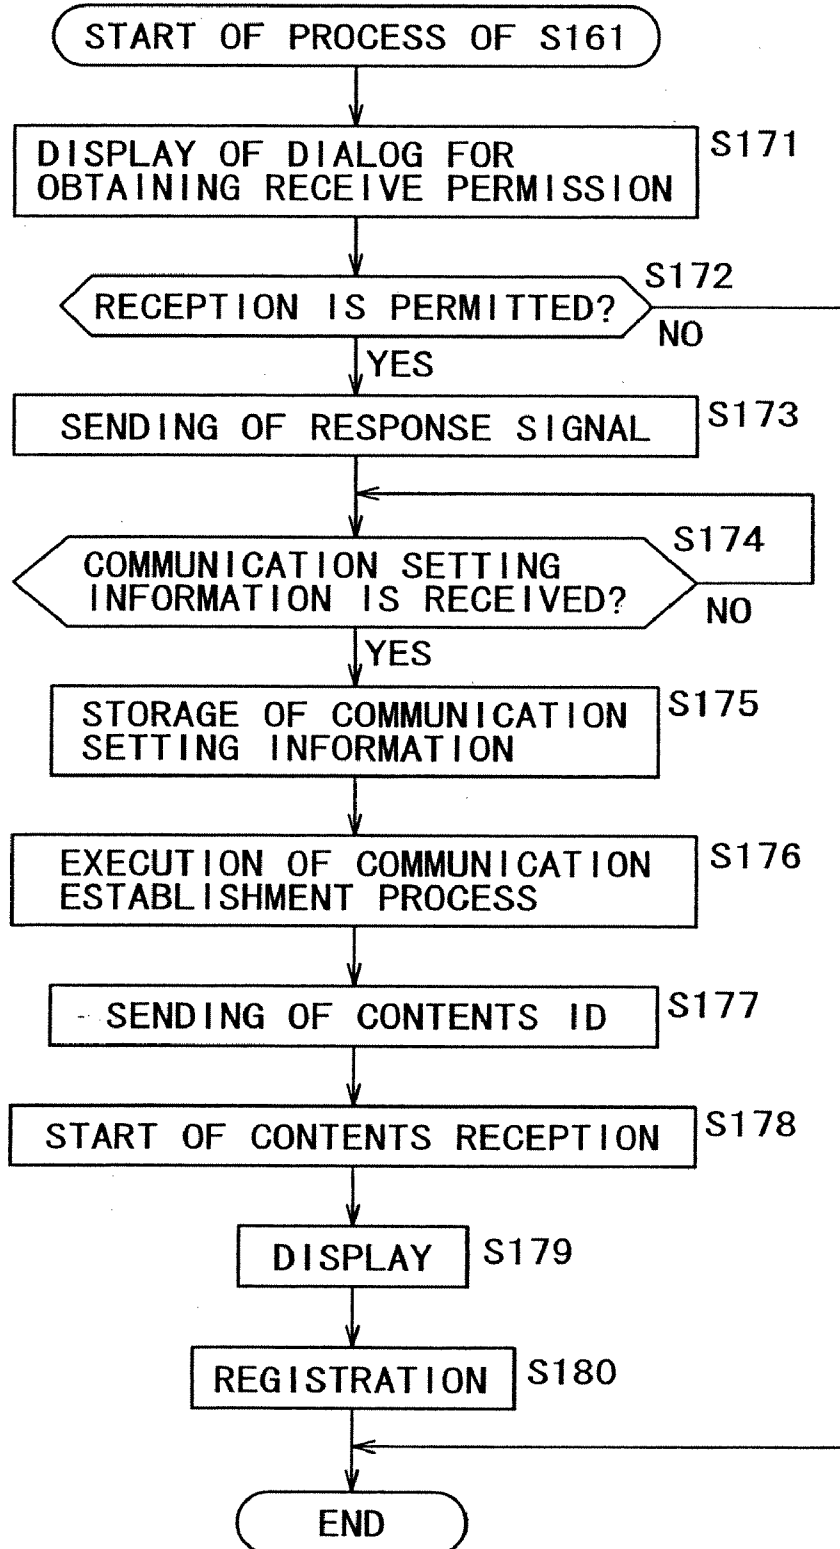 START OF PROCESS OF S161
S171
DISPLAY OF DIALOG FOR
OBTAINING RECEIVE PERMISSION
S172
RECEPTION IS PERMITTED?
NO
YES
S173
SENDING OF RESPONSE SIGNAL
S174
COMMUNICATION SETTING
INFORMATION IS RECEIVED?
NO
YES
S175
STORAGE OF COMMUNICATION
SETTING INFORMATION
S176
EXECUTION OF COMMUNICATION
ESTABLISHMENT PROCESS
S177
SENDING OF CONTENTS ID
S178
START OF CONTENTS RECEPTION
S179
DISPLAY
S180
REGISTRATION
END